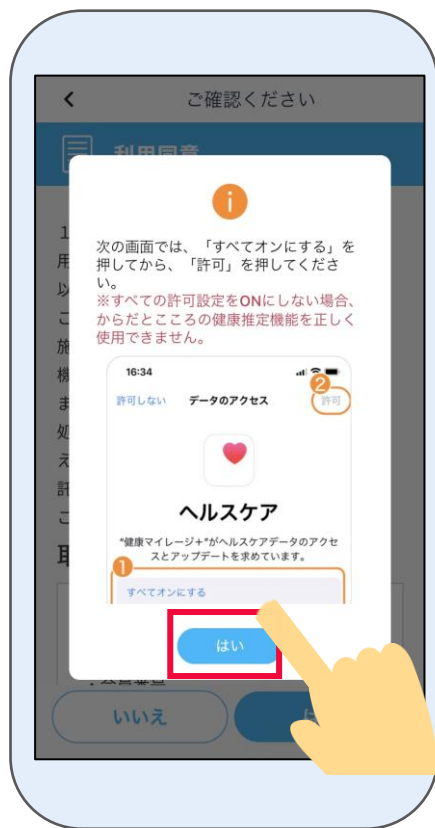 ご確認ください
利用同意
次の画面では、「すべてオンにする」を
押してから、「許可」を押してくださ
い。
※すべての許可設定をONにしない場合、
からだとこころの健康推定機能を正しく
使用できません。
16:34
許可しない
データのアクセス
2
許可
ヘルスケア
"健康マイレージ+"がヘルスケアデータのアクセ
スとアップデートを求めています。
1
すべてオンにする
はい
いいえ